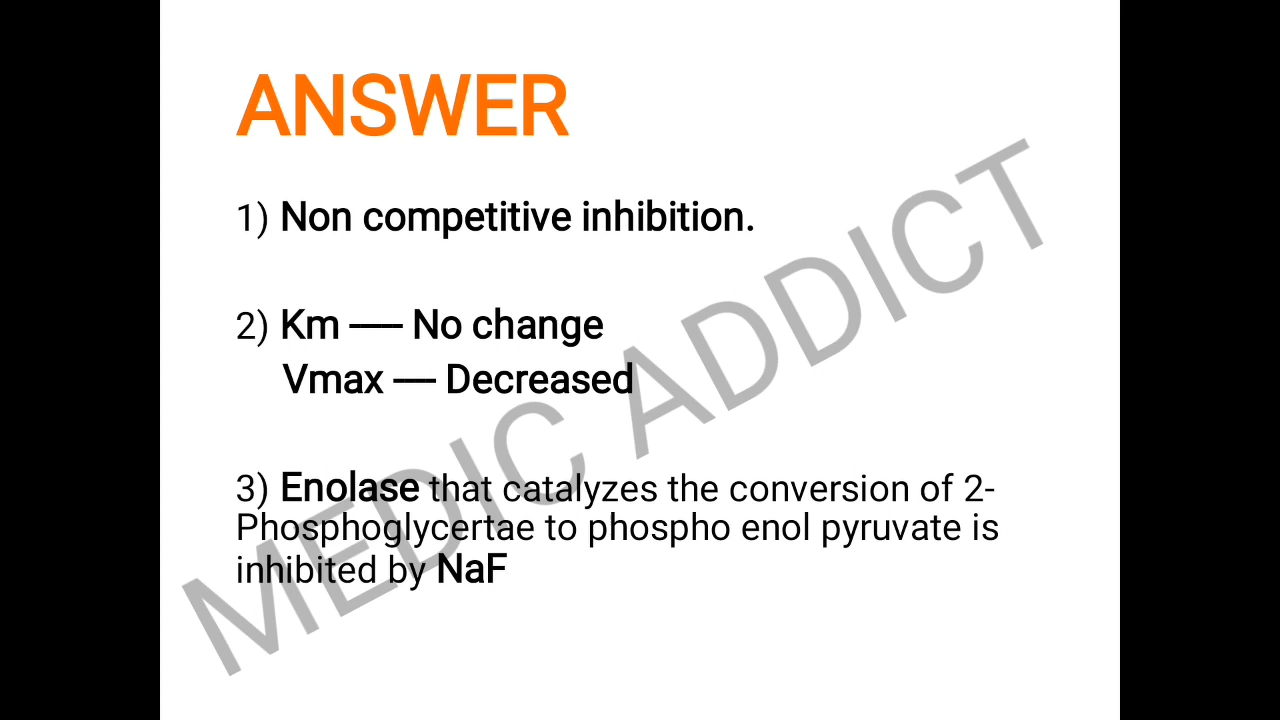 ANSWER
1) Non competitive inhibition.
2) Km ---- No change
Vmax --- Decreased
3) Enolase that catalyzes the conversion of 2-
Phosphoglycertae to phospho enol pyruvate is
inhibited by NaF
MEDIC ADDICT